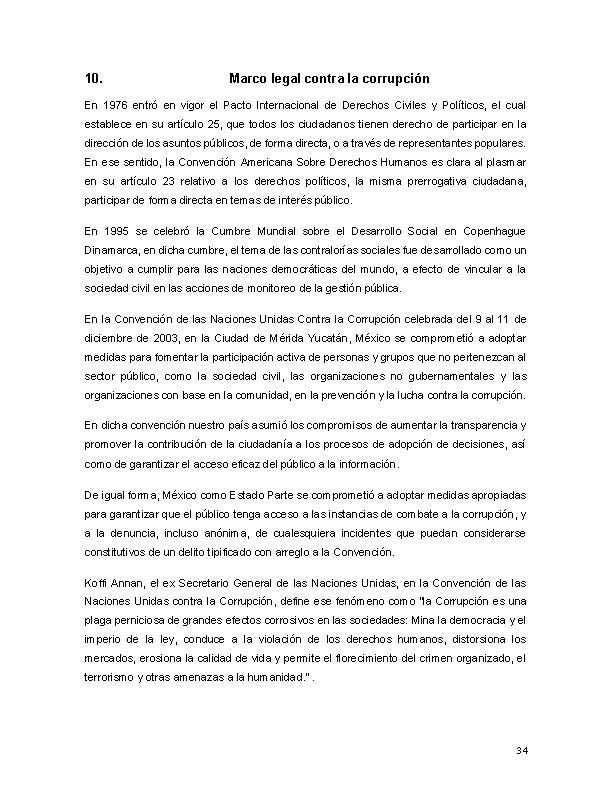 10. Marco legal contra la corrupción
En 1976 entró en vigor el Pacto Internacional de Derechos Civiles y Políticos, el cual
establece en su artículo 25, que todos los ciudadanos tienen derecho de participar en la
dirección de los asuntos públicos, de forma directa, o a través de representantes populares.
En ese sentido, la Convención Americana Sobre Derechos Humanos es clara al plasmar
en su artículo 23 relativo a los derechos políticos, la misma prerrogativa ciudadana,
participar de forma directa en temas de interés público.
En 1995 se celebró la Cumbre Mundial sobre el Desarrollo Social en Copenhague
Dinamarca, en dicha cumbre, el tema de las contralorías sociales fue desarrollado como un
objetivo a cumplir para las naciones democráticas del mundo, a efecto de vincular a la
sociedad civil en las acciones de monitoreo de la gestión pública.
En la Convención de las Naciones Unidas Contra la Corrupción celebrada del 9 al 11 de
diciembre de 2003, en la Ciudad de Mérida Yucatán, México se comprometió a adoptar
medidas para fomentar la participación activa de personas y grupos que no pertenezcan al
sector público, como la sociedad civil, las organizaciones no gubernamentales y las
organizaciones con base en la comunidad, en la prevención y la lucha contra la corrupción.
En dicha convención nuestro país asumió los compromisos de aumentar la transparencia y
promover la contribución de la ciudadanía a los procesos de adopción de decisiones, así
como de garantizar el acceso eficaz del público a la información.
De igual forma, México como Estado Parte se comprometió a adoptar medidas apropiadas
para garantizar que el público tenga acceso a las instancias de combate a la corrupción, y
a la denuncia, incluso anónima, de cualesquiera incidentes que puedan considerarse
constitutivos de un delito tipificado con arreglo a la Convención.
Koffi Annan, el ex Secretario General de las Naciones Unidas, en la Convención de las
Naciones Unidas contra la Corrupción, define ese fenómeno como "la Corrupción es una
plaga perniciosa de grandes efectos corrosivos en las sociedades: Mina la democracia y el
imperio de la ley, conduce a la violación de los derechos humanos, distorsiona los
mercados, erosiona la calidad de vida y permite el florecimiento del crimen organizado, el
terrorismo y otras amenazas a la humanidad.".
34